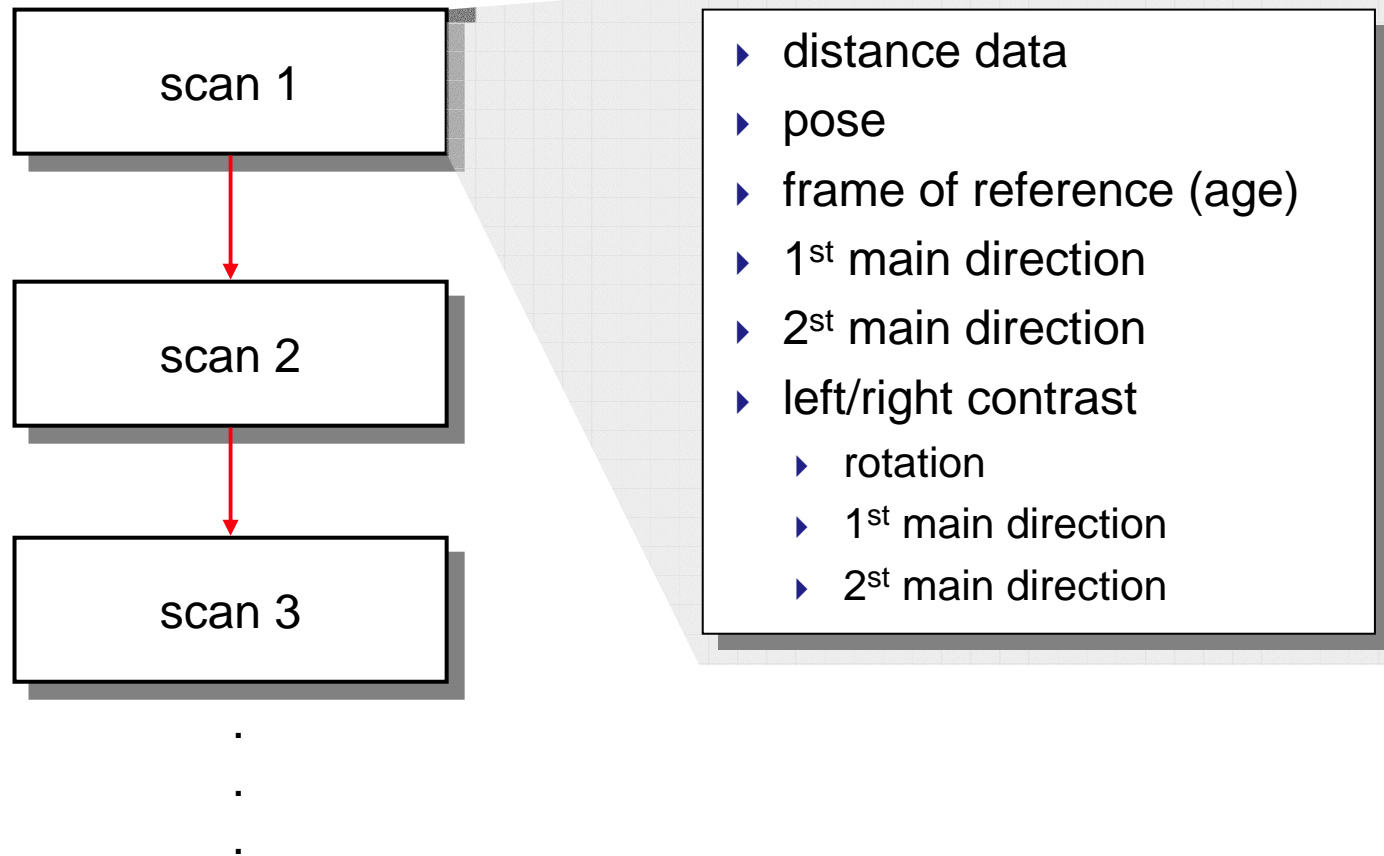 scan 1
scan 2
scan 3
.
.
.
distance data
pose
frame of reference (age)
1st main direction
2st main direction
left/right contrast
rotation
1st main direction
2st main direction